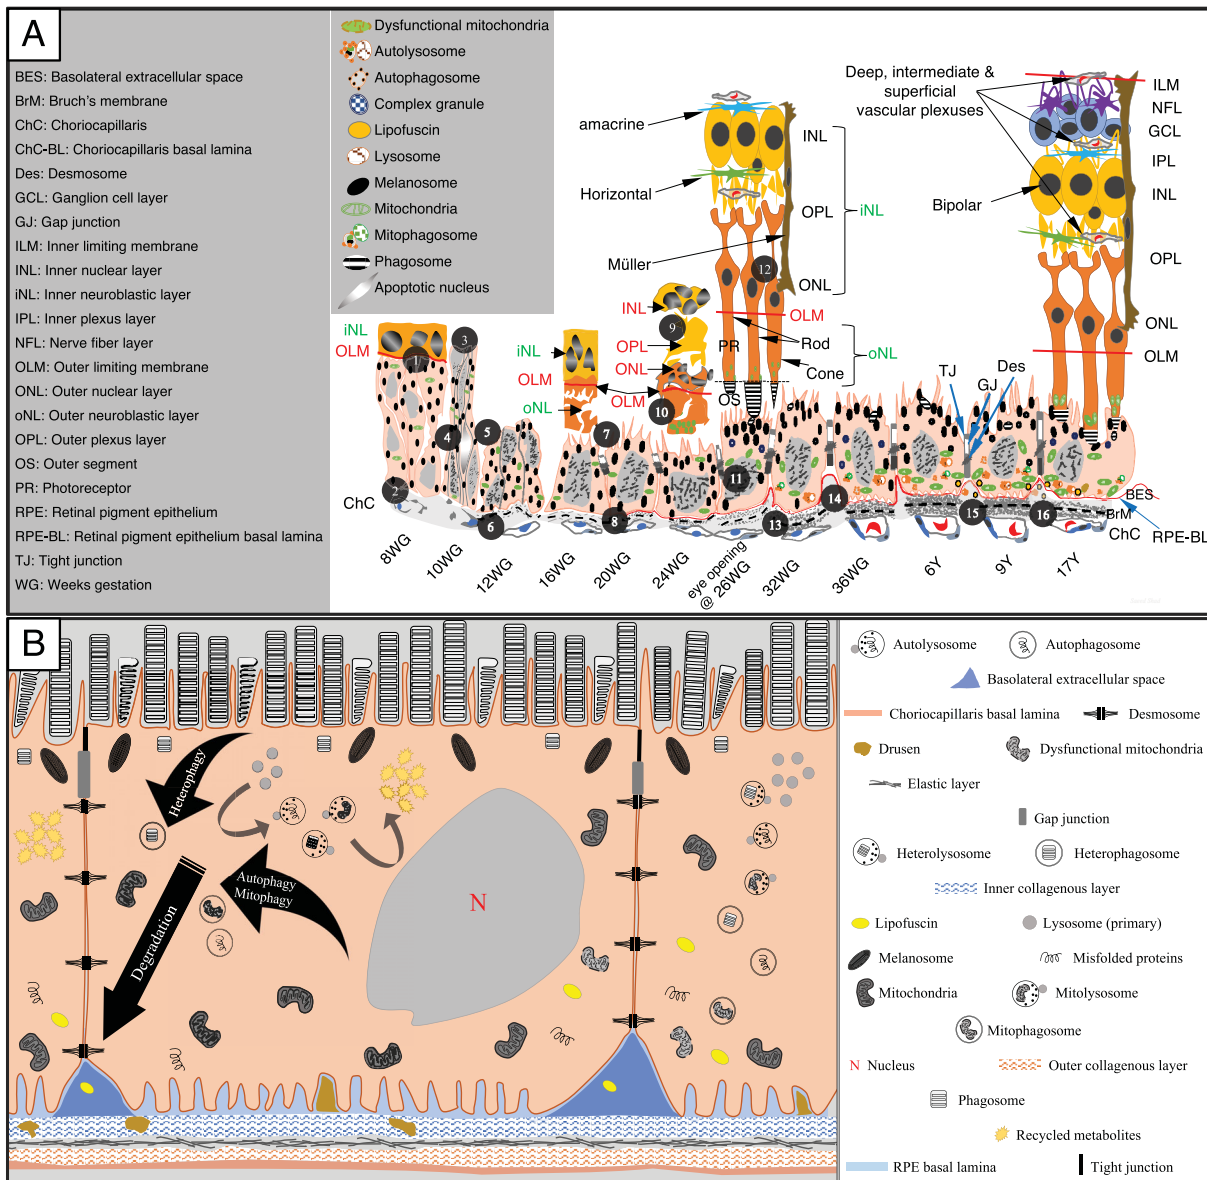 A
BES: Basolateral extracellular space
BrM: Bruch's membrane
ChC: Choriocapillaris
ChC-BL: Choriocapillaris basal lamina
Des: Desmosome
GCL: Ganglion cell layer
GJ: Gap junction
ILM: Inner limiting membrane
INL: Inner nuclear layer
iNL: Inner neuroblastic layer
IPL: Inner plexus layer
NFL: Nerve fiber layer
OLM: Outer limiting membrane
ONL: Outer nuclear layer
oNL: Outer neuroblastic layer
OPL: Outer plexus layer
OS: Outer segment
PR: Photoreceptor
RPE: Retinal pigment epithelium
RPE-BL: Retinal pigment epithelium basal lamina
TJ: Tight junction
WG: Weeks gestation
Dysfunctional mitochondria
Autolysosome
Autophagosome
Complex granule
Lipofuscin
Lysosome
Melanosome
Mitochondria
Mitophagosome
Phagosome
Apoptotic nucleus
amacrine
Horizontal
Müller
INL
OPL
ONL
iNL
12
OLM
PR
Rod
Cone
oNL
OS
Deep, intermediate &
superficial
vascular plexuses
Bipolar
ILM
NFL
GCL
IPL
INL
OPL
ONL
OLM
iNL
OLM
1
3
iNL
OLM
oNL
INL
9
OPL
ONL
OLM
10
TJ
GJ
Des
2
4
5
6
7
8
11
13
14
15
16
ChC
BES
BrM
ChC
RPE-BL
8WG
10WG
12WG
16WG
20WG
24WG
eye opening
@ 26WG
32WG
36WG
6Y
9Y
17Y
B
Heterophagy
Autophagy
Mitophagy
Degradation
N
Autolysosome
Autophagosome
Basolateral extracellular space
Choriocapillaris basal lamina
Desmosome
Drusen
Dysfunctional mitochondria
Elastic layer
Gap junction
Heterolysosome
Heterophagosome
Inner collagenous layer
Lipofuscin
Lysosome (primary)
Melanosome
Misfolded proteins
Mitochondria
Mitolysosome
Mitophagosome
N Nucleus
Outer collagenous layer
Phagosome
Recycled metabolites
RPE basal lamina
Tight junction